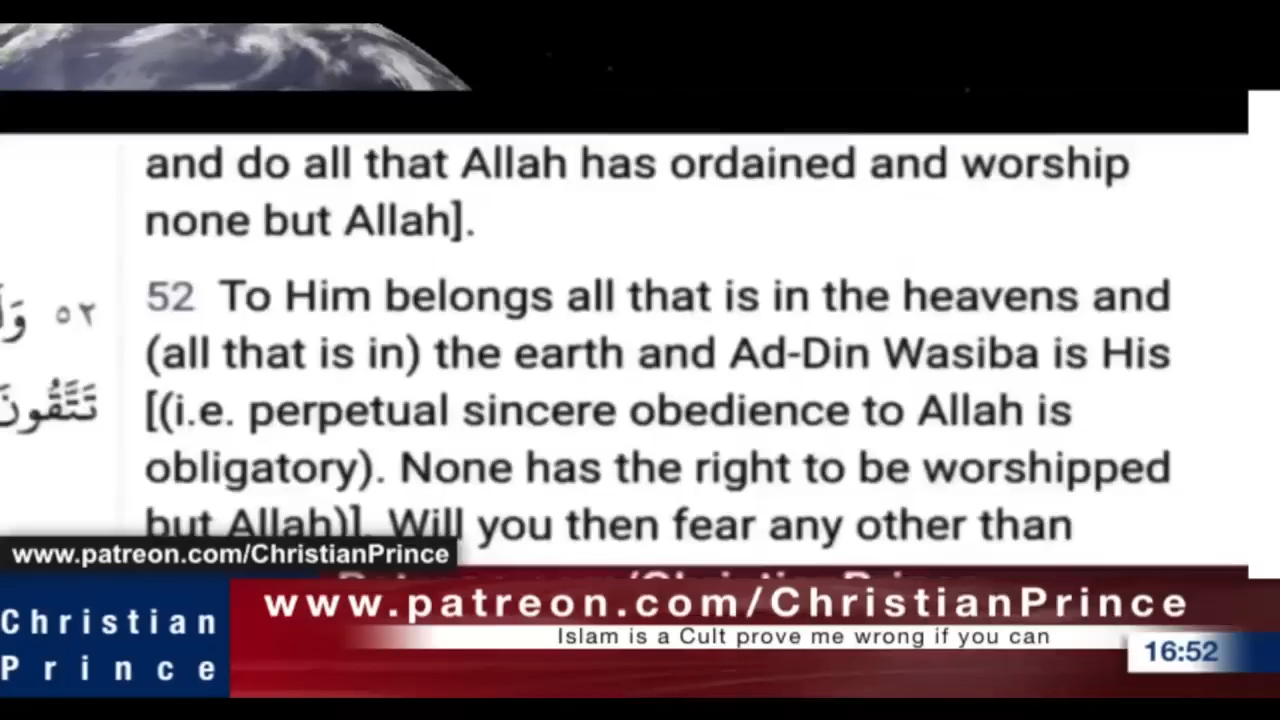 and do all that Allah has ordained and worship
none but Allah].
52 To Him belongs all that is in the heavens and
(all that is in) the earth and Ad-Din Wasiba is His
[(i.e. perpetual sincere obedience to Allah is
obligatory). None has the right to be worshipped
but Allah)]. Will you then fear any other than
٥٢
تَتَّقُونَ
www.patreon.com/ChristianPrince
www.patreon.com/ChristianPrince
Islam is a Cult prove me wrong if you can
Christian
Prince
16:52